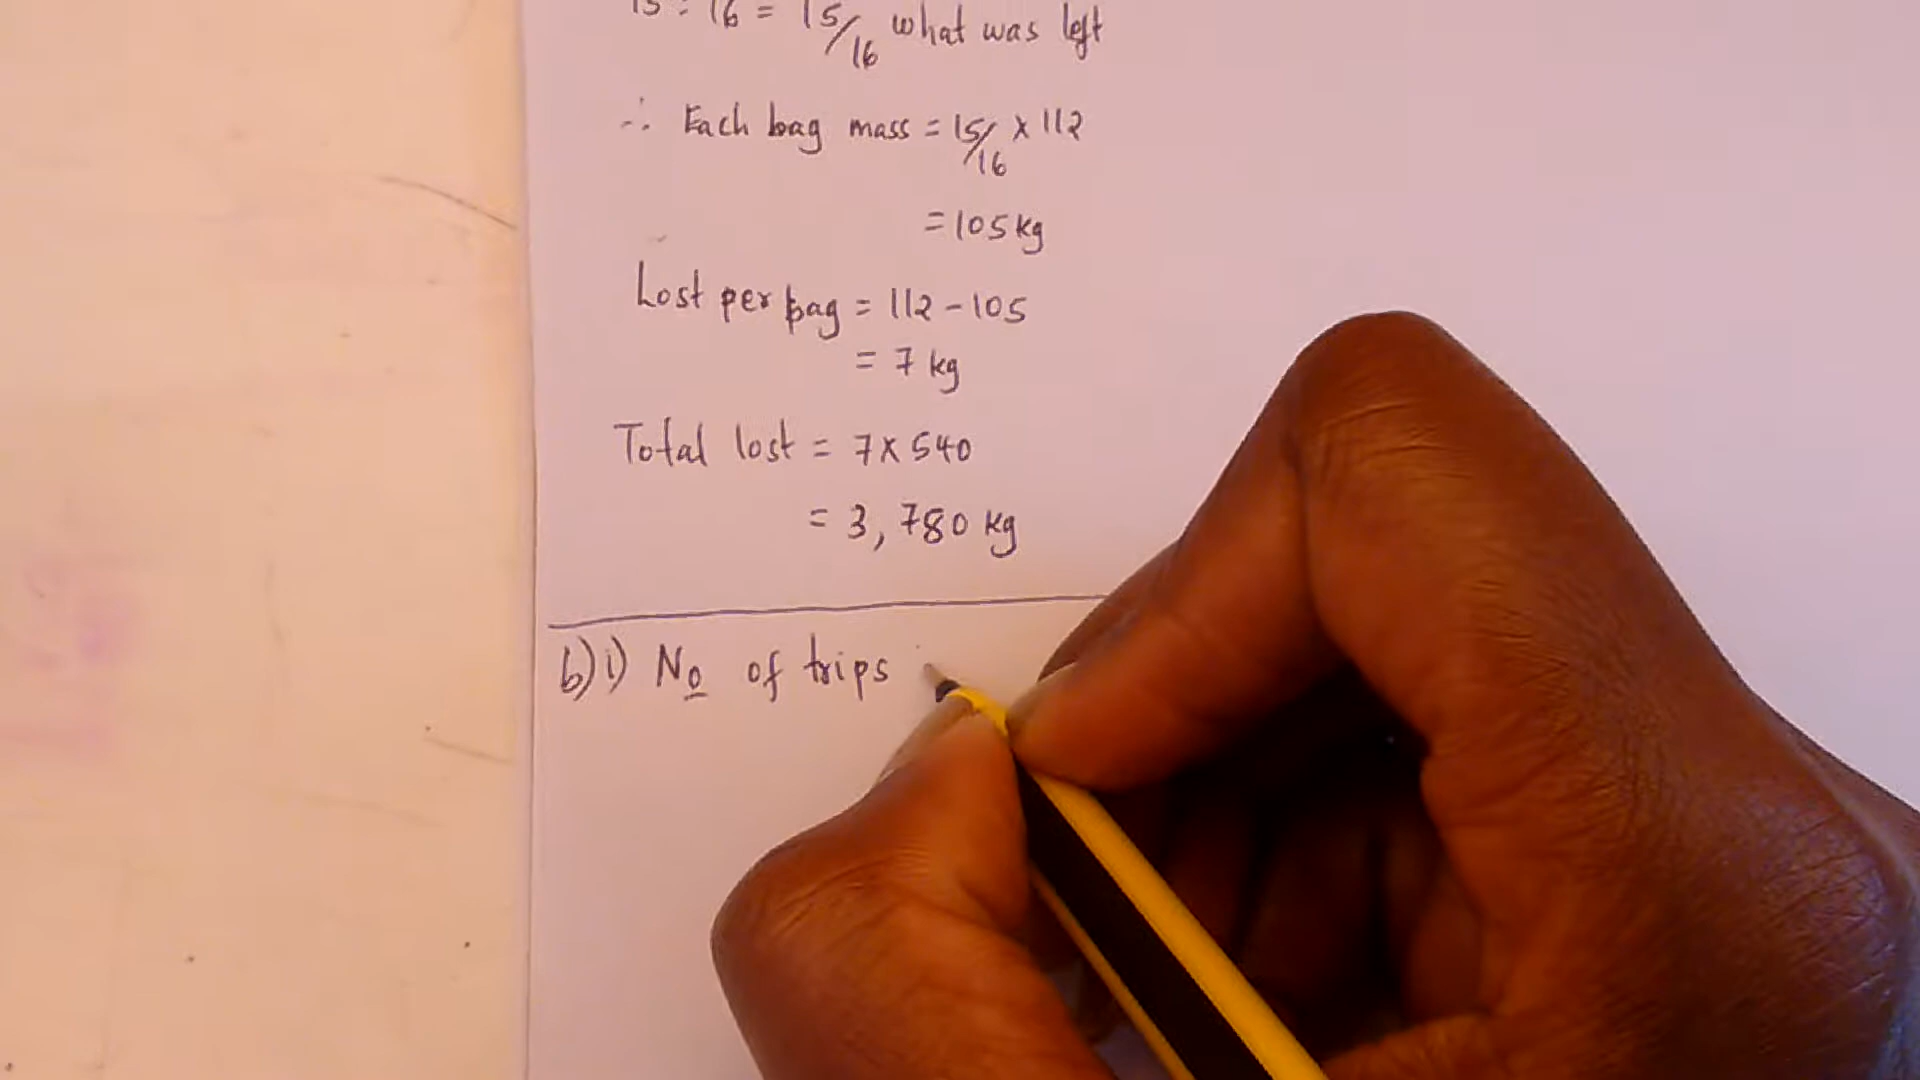 15 : 16 = 15/16 what was left
∴ Each bag mass = 15/16 x 112
= 105 kg
Lost per bag = 112 - 105
= 7 kg
Total lost = 7 x 540
= 3,780 kg
b) i) No of trips